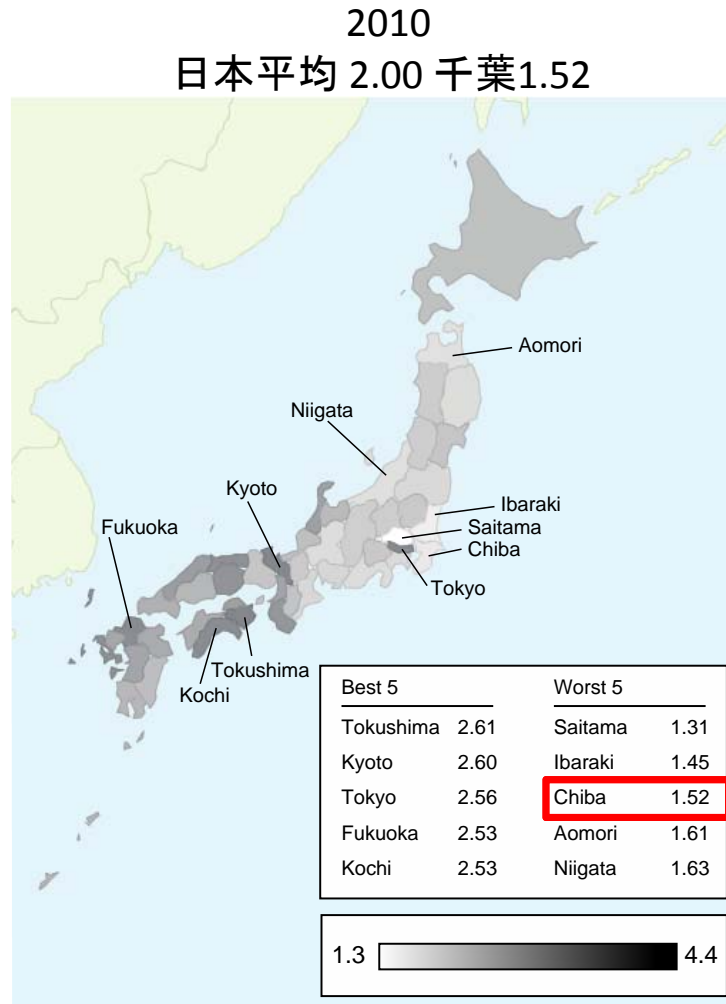 2010
日本平均 2.00 千葉1.52
Aomori
Niigata
Kyoto
Ibaraki
Fukuoka
Saitama
Chiba
Tokyo
Tokushima
Kochi
Best 5 Worst 5
Tokushima 2.61 Saitama 1.31
Kyoto 2.60 Ibaraki 1.45
Tokyo 2.56 Chiba 1.52
Fukuoka 2.53 Aomori 1.61
Kochi 2.53 Niigata 1.63
1.3 4.4